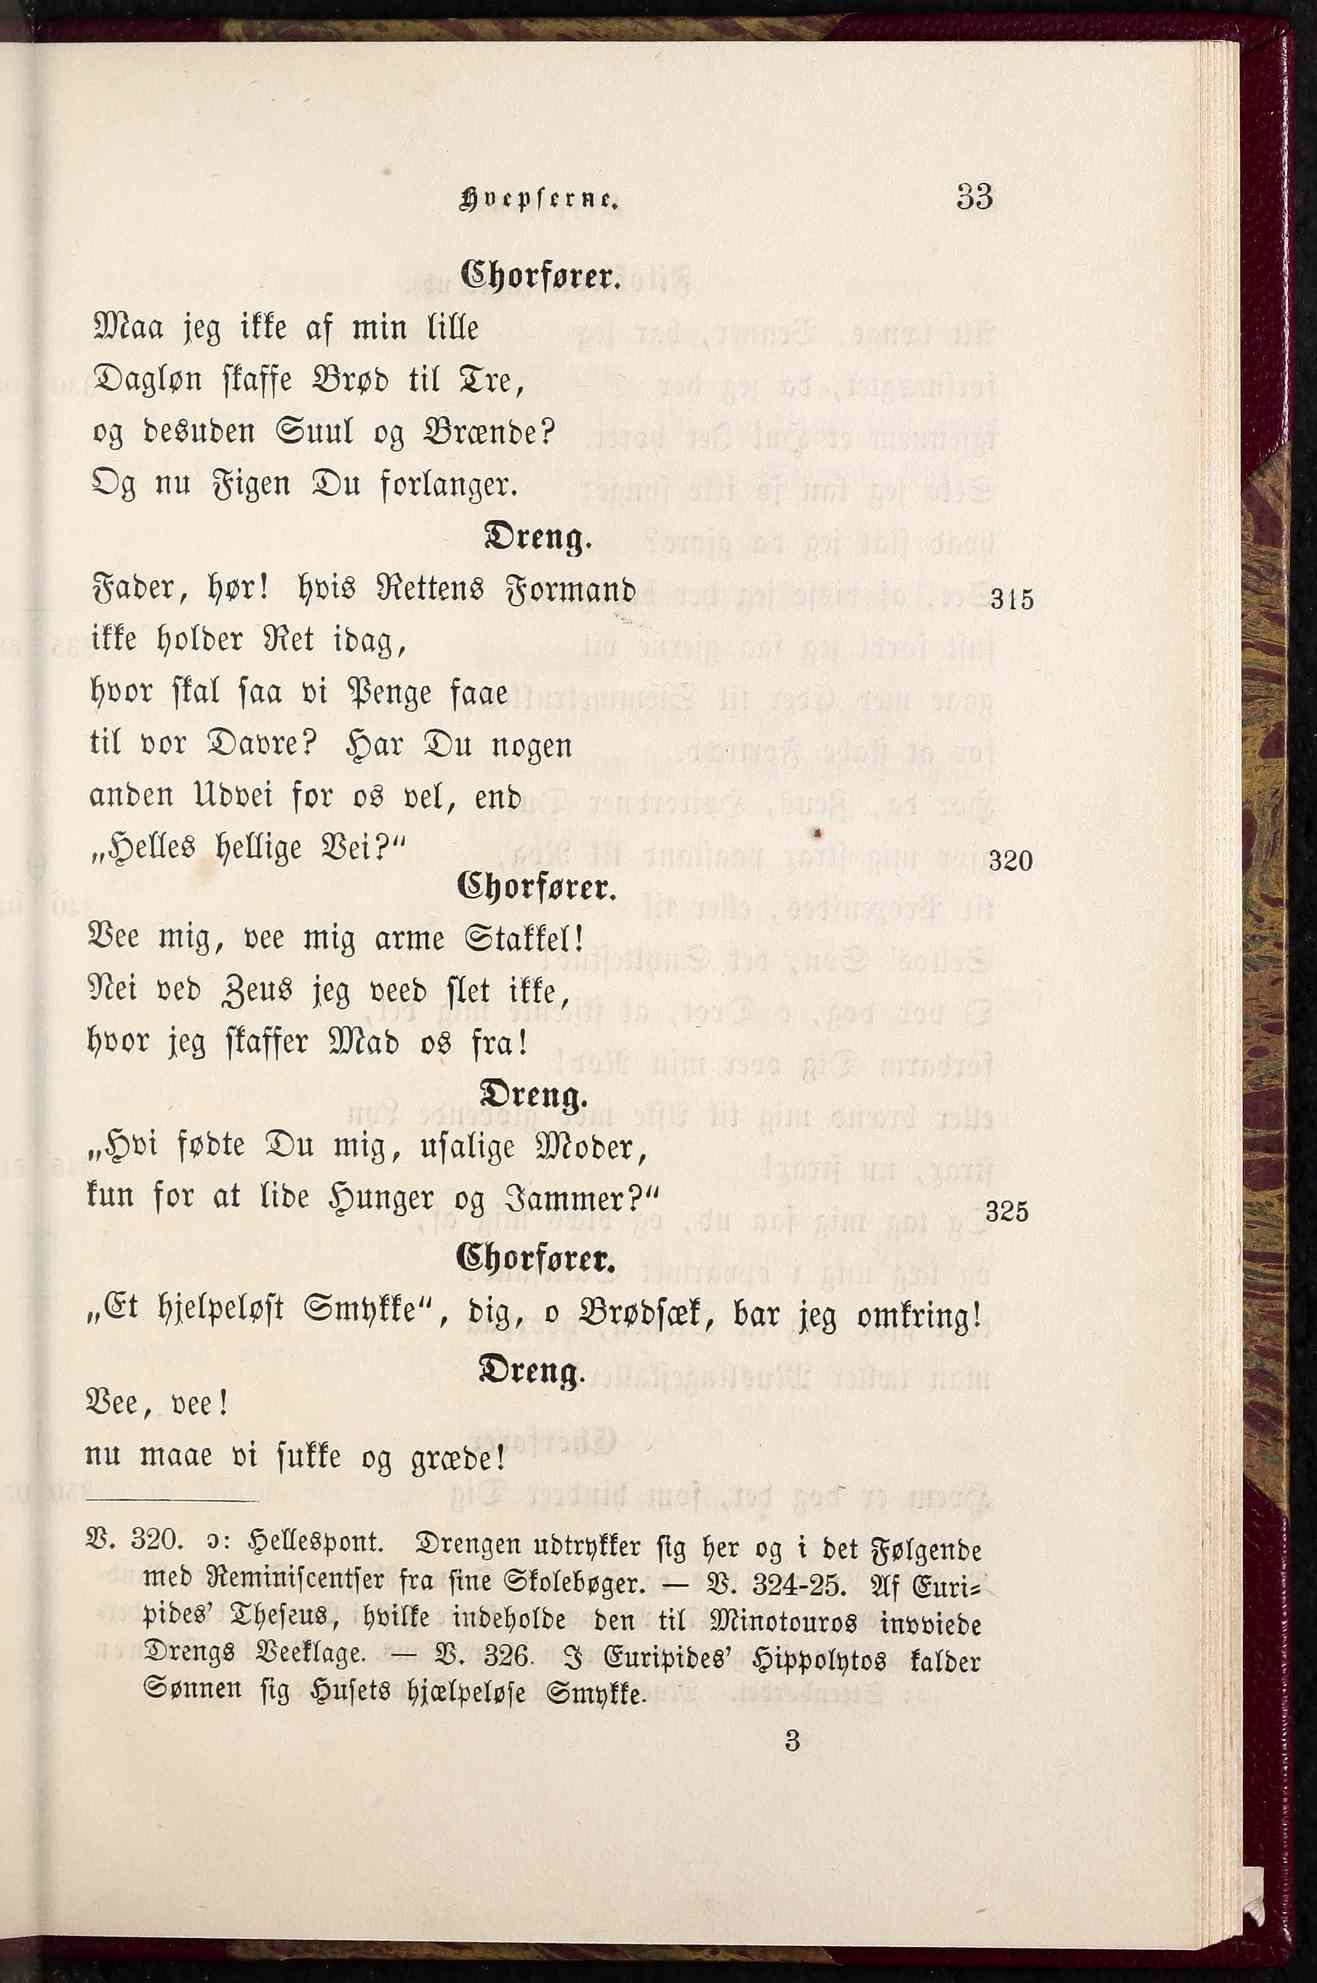 Hvepserne. 33
Chorfører.
Maa jeg ikke af min lille
Dagløn skaffe Brød til Tre,
og desuden Suul og Brænde?
Og nu Figen Du forlanger.
Dreng.
Fader, hør! hvis Rettens Formand 315
ikke holder Ret idag,
hvor skal saa vi Penge faae
til vor Davre? Har Du nogen
anden Udvei for os vel, end
„Helles hellige Vei?“ 320
Chorfører.
Vee mig, vee mig arme Stakkel!
Nei ved Zeus jeg veed slet ikke,
hvor jeg skaffer Mad os fra!
Dreng.
„Hvi fødte Du mig, usalige Moder,
kun for at lide Hunger og Jammer?“ 325
Chorfører.
„Et hjelpeløst Smykke“, dig, o Brødsæk, bar jeg omkring!
Dreng.
Vee, vee!
nu maae vi sukke og græde!
V. 320. ɔ: Hellespont. Drengen udtrykker sig her og i det Følgende
med Reminiscentser fra sine Skolebøger. — V. 324-25. Af Euri-
pides’ Theseus, hvilke indeholde den til Minotouros indviede
Drengs Veeklage. — V. 326. I Euripides’ Hippolytos kalder
Sønnen sig Husets hjælpeløse Smykke.
3